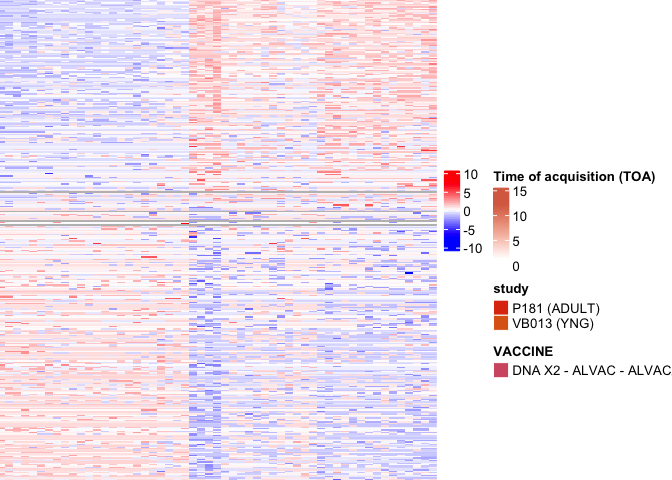 10
5
0
-5
-10
Time of acquisition (TOA)
15
10
5
0
study
P181 (ADULT)
VB013 (YNG)
VACCINE
DNA X2 - ALVAC - ALVAC